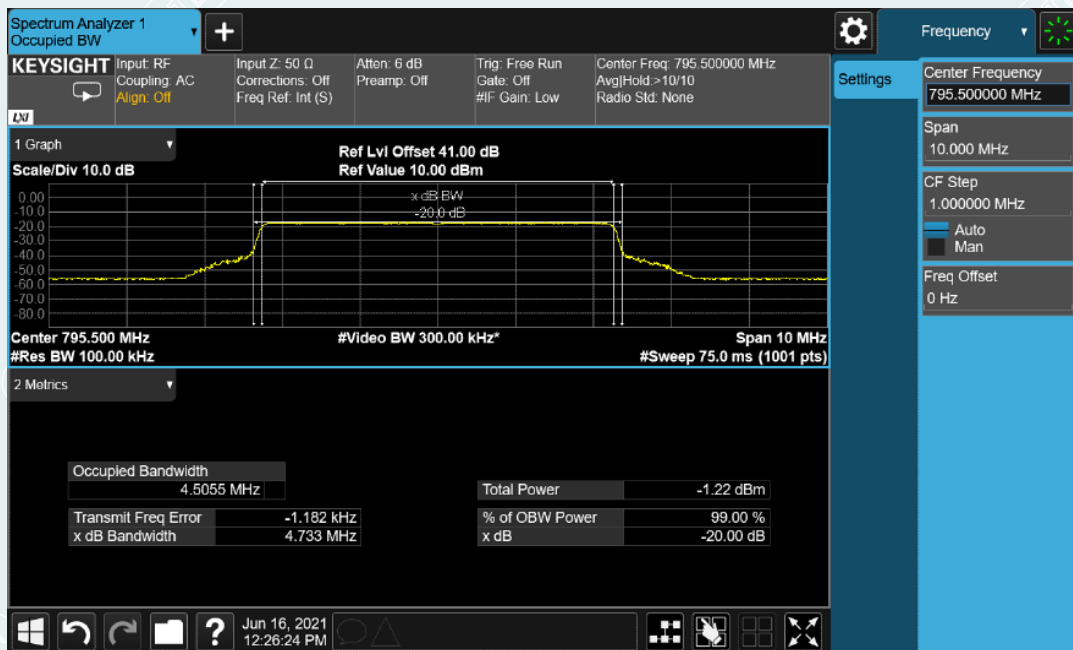 Spectrum Analyzer 1
Occupied BW
+
Frequency
KEYSIGHT
LXI
Input: RF
Coupling: AC
Align: Off
Input Z: 50 Ω
Corrections: Off
Freq Ref: Int (S)
Atten: 6 dB
Preamp: Off
Trig: Free Run
Gate: Off
#IF Gain: Low
Center Freq: 795.500000 MHz
Avg|Hold:>10/10
Radio Std: None
Settings
Center Frequency
795.500000 MHz
Span
10.000 MHz
CF Step
1.000000 MHz
Auto
Man
Freq Offset
0 Hz
1 Graph
Scale/Div 10.0 dB
Ref Lvl Offset 41.00 dB
Ref Value 10.00 dBm
x dB BW
-20.0 dB
0.00
-10.0
-20.0
-30.0
-40.0
-50.0
-60.0
-70.0
-80.0
Center 795.500 MHz
#Video BW 300.00 kHz*
Span 10 MHz
#Res BW 100.00 kHz
#Sweep 75.0 ms (1001 pts)
2 Metrics
Occupied Bandwidth
4.5055 MHz
Total Power -1.22 dBm
Transmit Freq Error -1.182 kHz
x dB Bandwidth 4.733 MHz
% of OBW Power 99.00 %
x dB -20.00 dB
?
Jun 16, 2021
12:26:24 PM